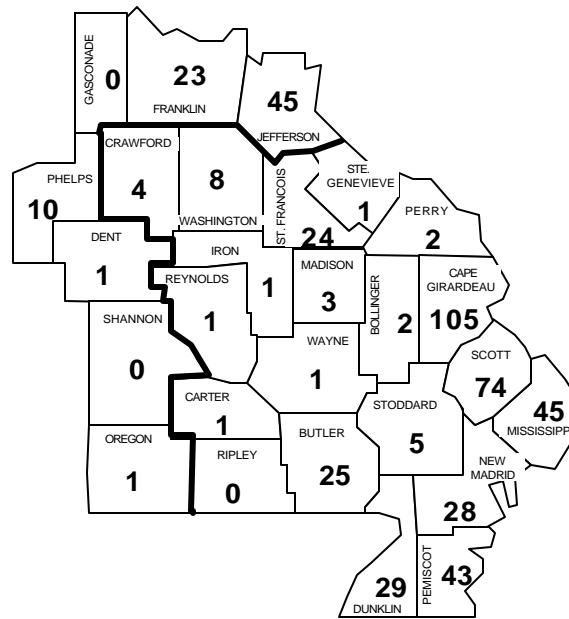 GASCONADE
0
23
FRANKLIN
45
JEFFERSON
CRAWFORD
4
8
WASHINGTON
ST. FRANCOIS
24
STE.
GENEVIEVE
1
PHELPS
10
PERRY
2
DENT
1
IRON
1
REYNOLDS
1
MADISON
3
BOLLINGER
2
CAPE
GIRARDEAU
105
SHANNON
0
WAYNE
1
SCOTT
74
45
MISSISSIPPI
CARTER
1
STODDARD
5
OREGON
1
RIPLEY
0
BUTLER
25
NEW
MADRID
28
29
DUNKLIN
PEMISCOT
43